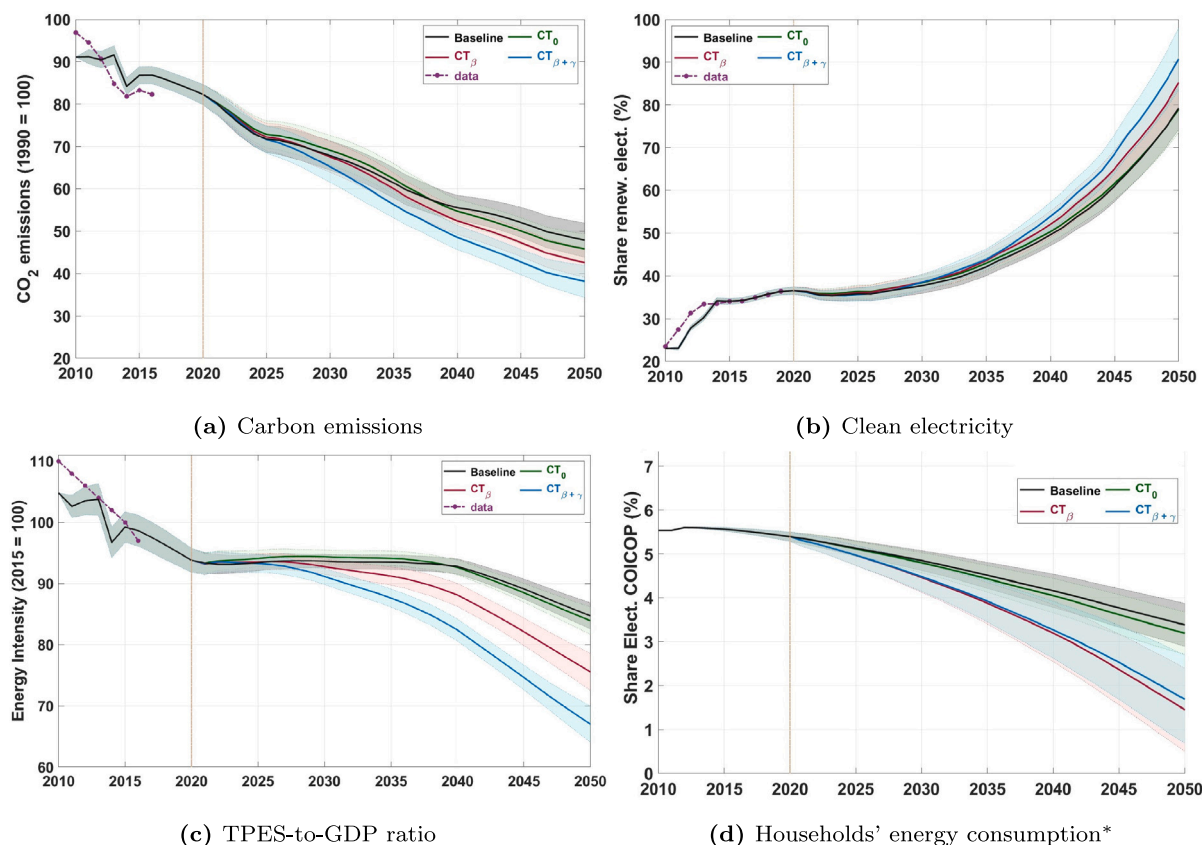 CO2 emissions (1990 = 100)
100
90
80
70
60
50
40
30
20
Baseline CT0
CTβ CTβ+γ
data
2010 2015 2020 2025 2030 2035 2040 2045 2050
(a) Carbon emissions
Share renew. elect. (%)
100
90
80
70
60
50
40
30
20
Baseline CT0
CTβ CTβ+γ
data
2010 2015 2020 2025 2030 2035 2040 2045 2050
(b) Clean electricity
Energy Intensity (2015 = 100)
110
100
90
80
70
60
Baseline CT0
CTβ CTβ+γ
data
2010 2015 2020 2025 2030 2035 2040 2045 2050
(c) TPES-to-GDP ratio
Share Elect. COICOP (%)
7
6
5
4
3
2
1
0
Baseline CT0
CTβ CTβ+γ
2010 2015 2020 2025 2030 2035 2040 2045 2050
(d) Households' energy consumption*